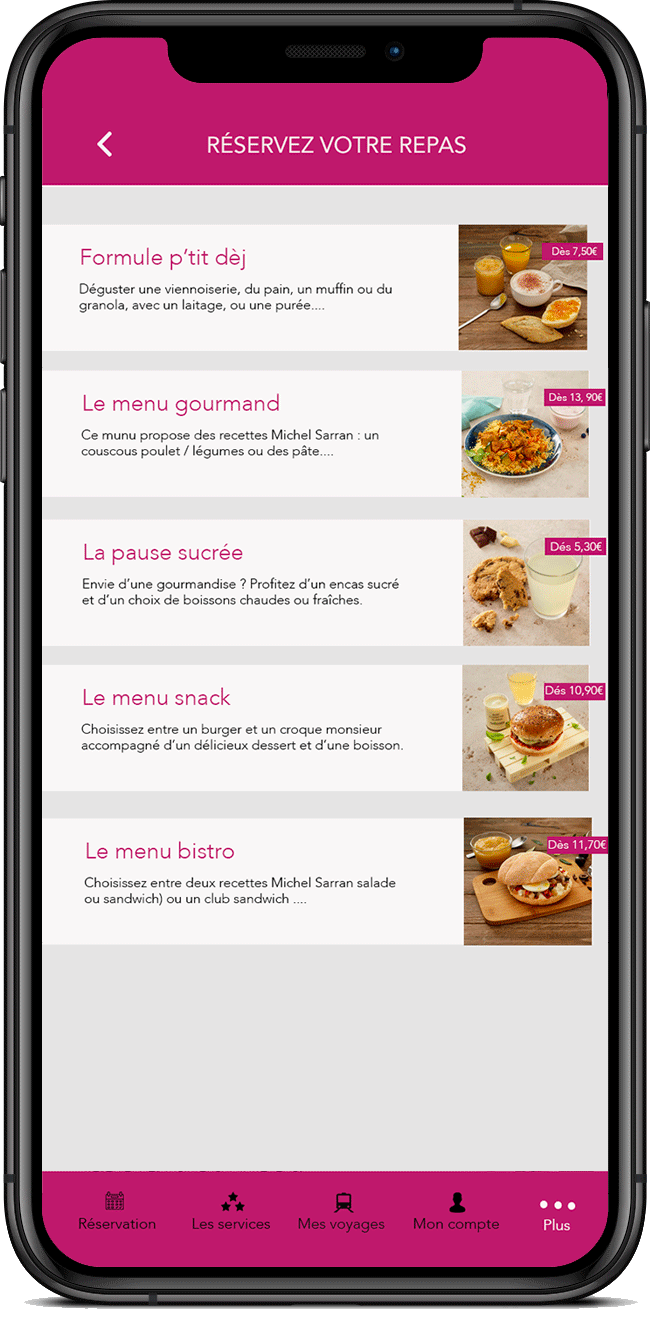 RÉSERVEZ VOTRE REPAS
Formule p’tit dèj
Dès 7,50€
Déguster une viennoiserie, du pain, un muffin ou du
granola, avec un laitage, ou une purée....
Le menu gourmand
Dès 13, 90€
Ce munu propose des recettes Michel Sarran : un
couscous poulet / légumes ou des pâte....
La pause sucrée
Dés 5,30€
Envie d’une gourmandise ? Profitez d’un encas sucré
et d’un choix de boissons chaudes ou fraîches.
Le menu snack
Dés 10,90€
Choisissez entre un burger et un croque monsieur
accompagné d’un délicieux dessert et d’une boisson.
Le menu bistro
Dès 11,70€
Choisissez entre deux recettes Michel Sarran salade
ou sandwich) ou un club sandwich ....
Réservation
Les services
Mes voyages
Mon compte
Plus